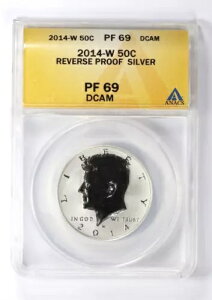 2014-W 50C PF 69 DCAM
2014-W 50C
REVERSE PROOF SILVER
PF 69
DCAM
ANACS
LIBERTY
IN GOD WE TRUST
2014